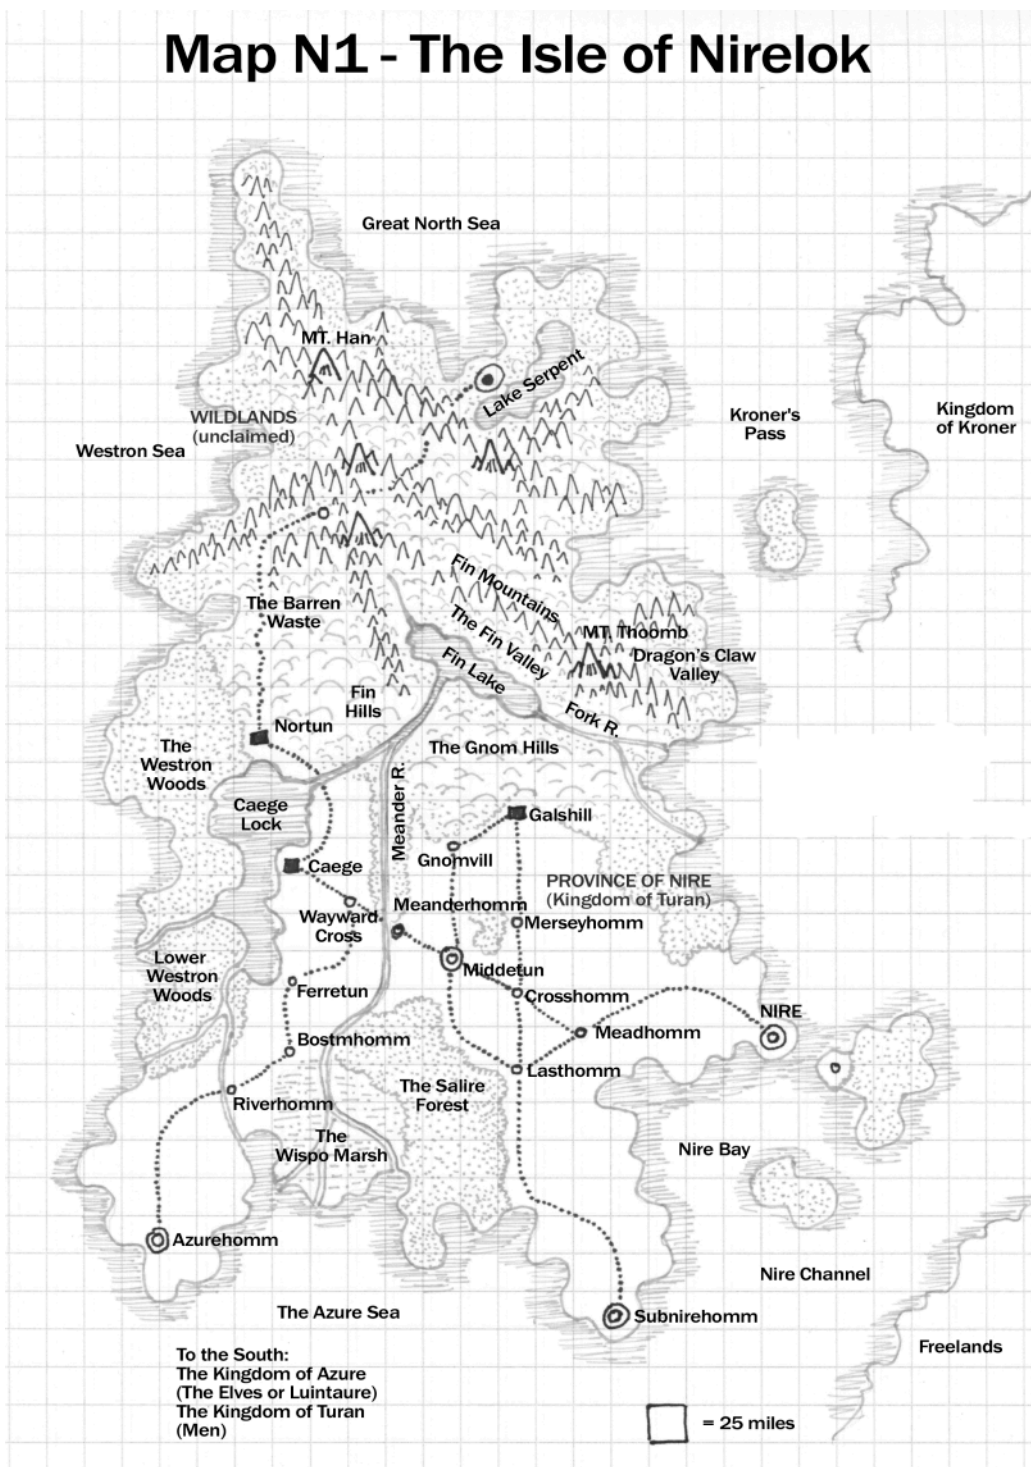 Map N1 - The Isle of Nirelok
Great North Sea
MT. Han
Lake Serpent
WILDLANDS
(unclaimed)
Westron Sea
Kroner's
Pass
Kingdom
of Kroner
Fin Mountains
The Barren
Waste
The Fin Valley
MT. Thoomb
Dragon's Claw
Valley
Fin Lake
Fin
Hills
Fork R.
Nortun
The Gnom Hills
The
Westron
Woods
Meander R.
Caege
Lock
Galshill
Caege
Gnomvill
PROVINCE OF NIRE
(Kingdom of Turan)
Meanderhomm
Wayward
Cross
Merseyhomm
Lower
Westron
Woods
Middetun
Ferretun
Crosshomm
NIRE
Meadhomm
Bostmhomm
Lasthomm
The Salire
Forest
Riverhomm
The
Wispo Marsh
Nire Bay
Azurehomm
Nire Channel
The Azure Sea
Subnirehomm
Freelands
To the South:
The Kingdom of Azure
(The Elves or Luintaure)
The Kingdom of Turan
(Men)
= 25 miles